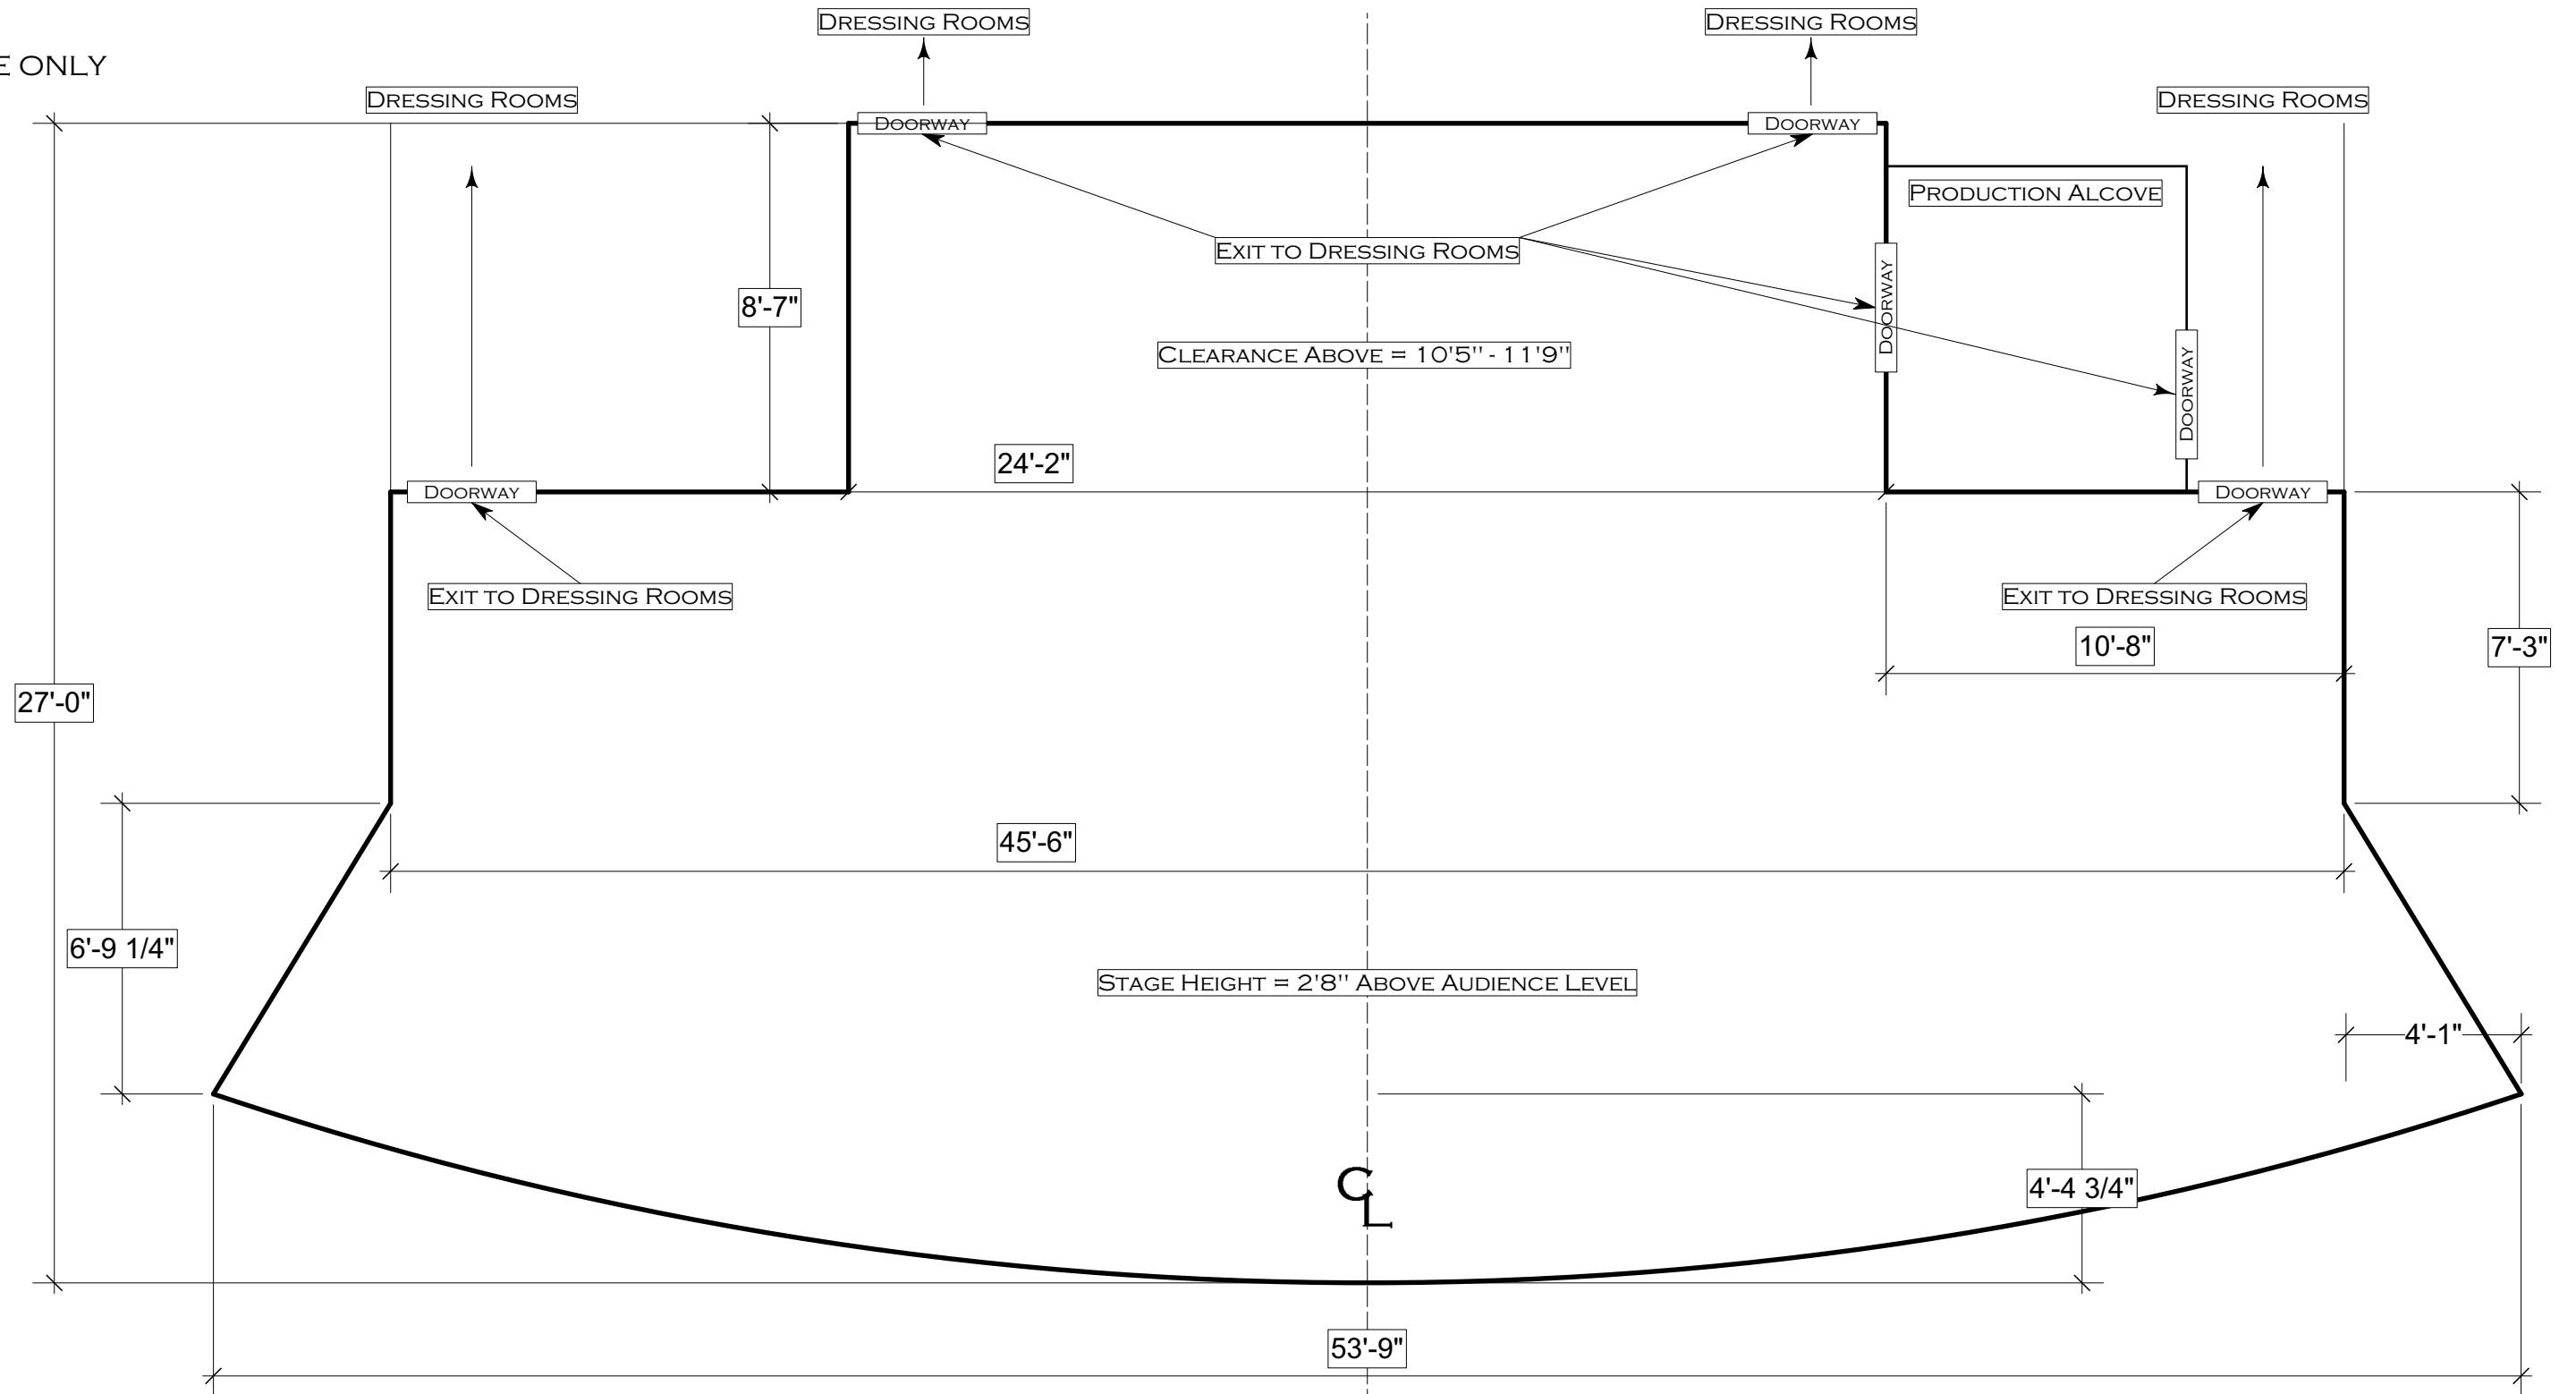 DRESSING ROOMS
DRESSING ROOMS
E ONLY
DRESSING ROOMS
DRESSING ROOMS
DOORWAY
DOORWAY
PRODUCTION ALCOVE
EXIT TO DRESSING ROOMS
8'-7"
DOORWAY
CLEARANCE ABOVE = 10'5" - 11'9"
DOORWAY
24'-2"
DOORWAY
DOORWAY
EXIT TO DRESSING ROOMS
EXIT TO DRESSING ROOMS
10'-8"
7'-3"
27'-0"
45'-6"
6'-9 1/4"
STAGE HEIGHT = 2'8" ABOVE AUDIENCE LEVEL
4'-1"
CL
4'-4 3/4"
53'-9"